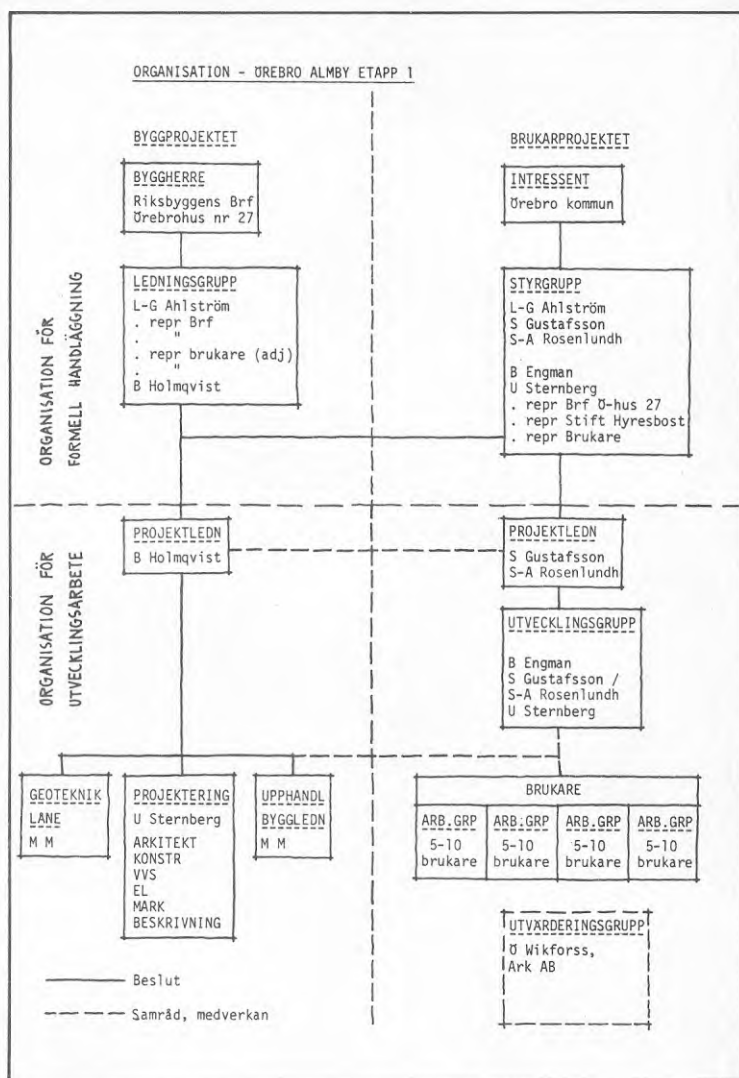 ORGANISATION - ÖREBRO ALMBY ETAPP 1
BYGGPROJEKTET
BYGGHERRE
Riksbyggens Brf
Örebrohus nr 27
LEDNINGSGRUPP
L-G Ahlström
. repr Brf
. "
. repr brukare (adj)
. "
B Holmqvist
BRUKARPROJEKTET
INTRESSENT
Örebro kommun
STYRGRUPP
L-G Ahlström
S Gustafsson
S-A Rosenlundh
B Engman
U Sternberg
. repr Brf Ö-hus 27
. repr Stift Hyresbost
. repr Brukare
ORGANISATION FÖR
FORMELL HANDLÄGGNING
PROJEKTLEDN
B Holmqvist
PROJEKTLEDN
S Gustafsson
S-A Rosenlundh
UTVECKLINGSGRUPP
B Engman
S Gustafsson /
S-A Rosenlundh
U Sternberg
ORGANISATION FÖR
UTVECKLINGSARBETE
GEOTEKNIK
LANE
M M
PROJEKTERING
U Sternberg
ARKITEKT
KONSTR
VVS
EL
MARK
BESKRIVNING
UPPHANDL
BYGGLEDN
M M
BRUKARE
ARB.GRP
5-10
brukare
ARB.GRP
5-10
brukare
ARB.GRP
5-10
brukare
ARB.GRP
5-10
brukare
UTVÄRDERINGSGRUPP
Ö Wikforss,
Ark AB
Beslut
Samråd, medverkan